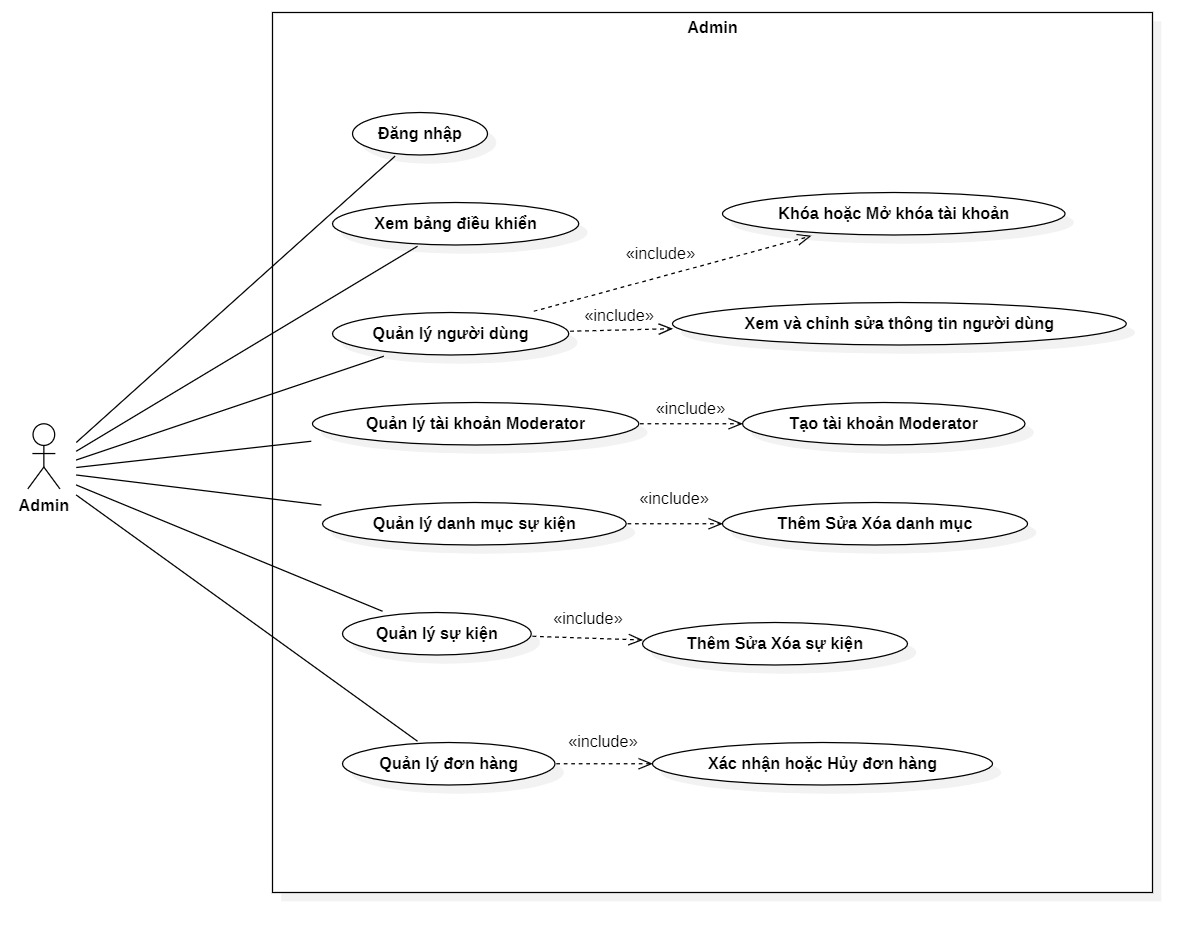 Admin
Đăng nhập
Xem bảng điều khiển
Khóa hoặc Mở khóa tài khoản
«include»
Quản lý người dùng
«include»
Xem và chỉnh sửa thông tin người dùng
Quản lý tài khoản Moderator
«include»
Tạo tài khoản Moderator
Admin
Quản lý danh mục sự kiện
«include»
Thêm Sửa Xóa danh mục
Quản lý sự kiện
«include»
Thêm Sửa Xóa sự kiện
Quản lý đơn hàng
«include»
Xác nhận hoặc Hủy đơn hàng